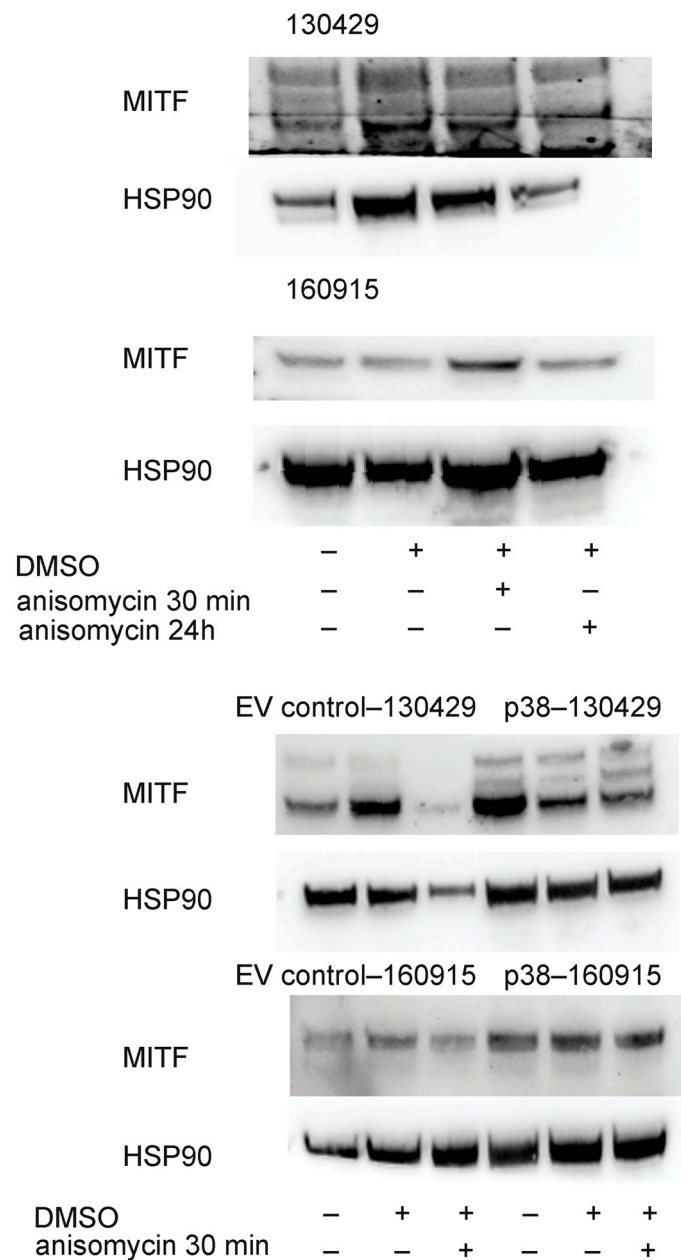 130429
MITF
HSP90
160915
MITF
HSP90
DMSO – + + +
anisomycin 30 min – – + –
anisomycin 24h – – – +
EV control–130429 p38–130429
MITF
HSP90
EV control–160915 p38–160915
MITF
HSP90
DMSO – + + – + +
anisomycin 30 min – – + – – +